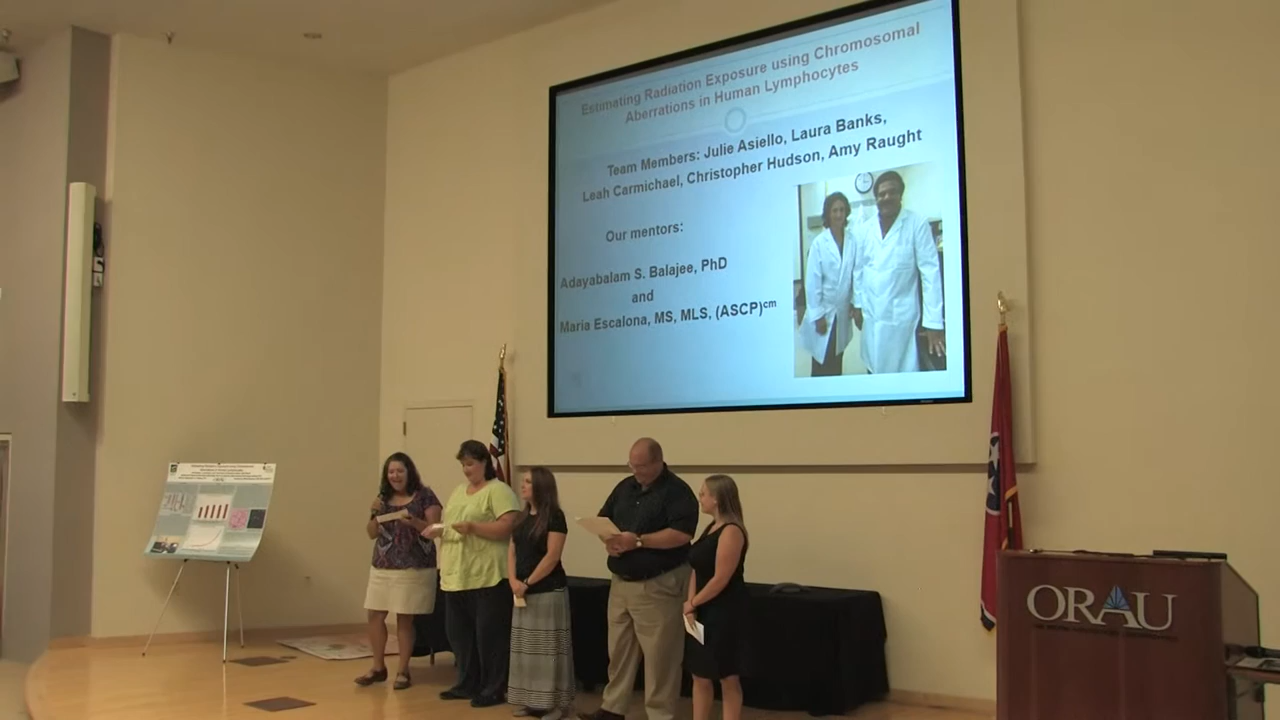 Estimating Radiation Exposure using Chromosomal
Aberrations in Human Lymphocytes
Team Members: Julie Asiello, Laura Banks,
Leah Carmichael, Christopher Hudson, Amy Raught
Our mentors:
Adayabalam S. Balajee, PhD
and
Maria Escalona, MS, MLS, (ASCP)cm
ORAU